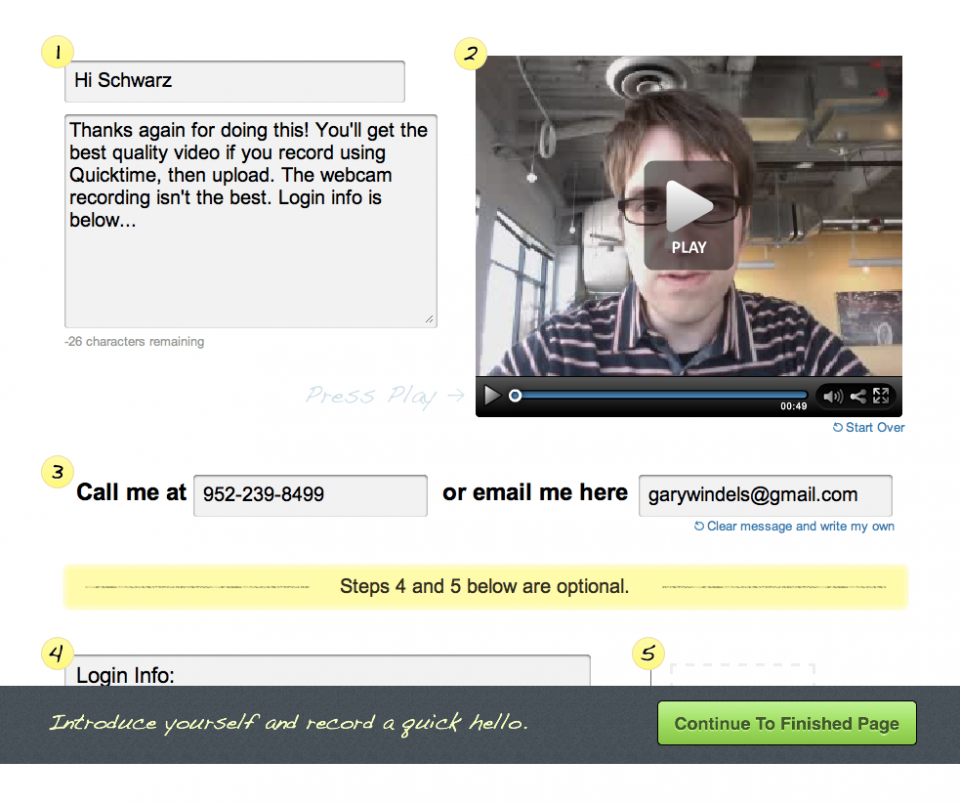 1
Hi Schwarz
Thanks again for doing this! You'll get the
best quality video if you record using
Quicktime, then upload. The webcam
recording isn't the best. Login info is
below...
-26 characters remaining
2
PLAY
Press Play →
00:49
Start Over
3
Call me at 952-239-8499 or email me here garywindels@gmail.com
Clear message and write my own
Steps 4 and 5 below are optional.
4
Login Info:
5
Introduce yourself and record a quick hello.
Continue To Finished Page